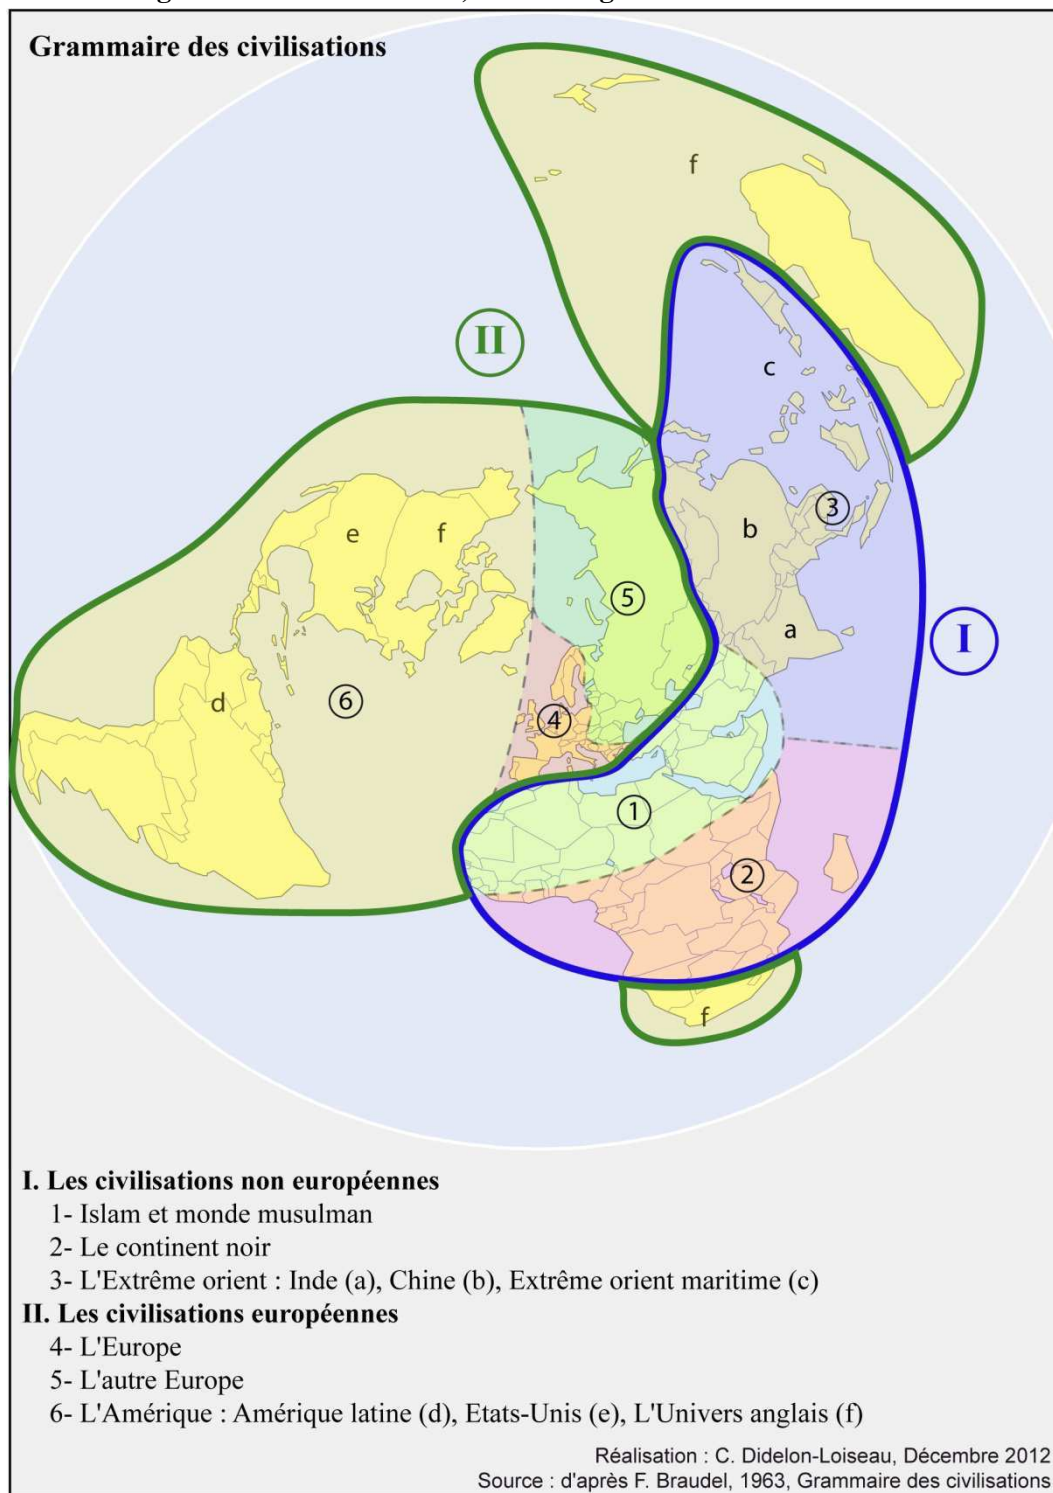 Grammaire des civilisations
f
II
c
3
e
f
b
5
a
I
d
6
4
1
2
f
I. Les civilisations non européennes
1- Islam et monde musulman
2- Le continent noir
3- L'Extrême orient : Inde (a), Chine (b), Extrême orient maritime (c)
II. Les civilisations européennes
4- L'Europe
5- L'autre Europe
6- L'Amérique : Amérique latine (d), Etats-Unis (e), L'Univers anglais (f)
Réalisation : C. Didelon-Loiseau, Décembre 2012
Source : d'après F. Braudel, 1963, Grammaire des civilisations